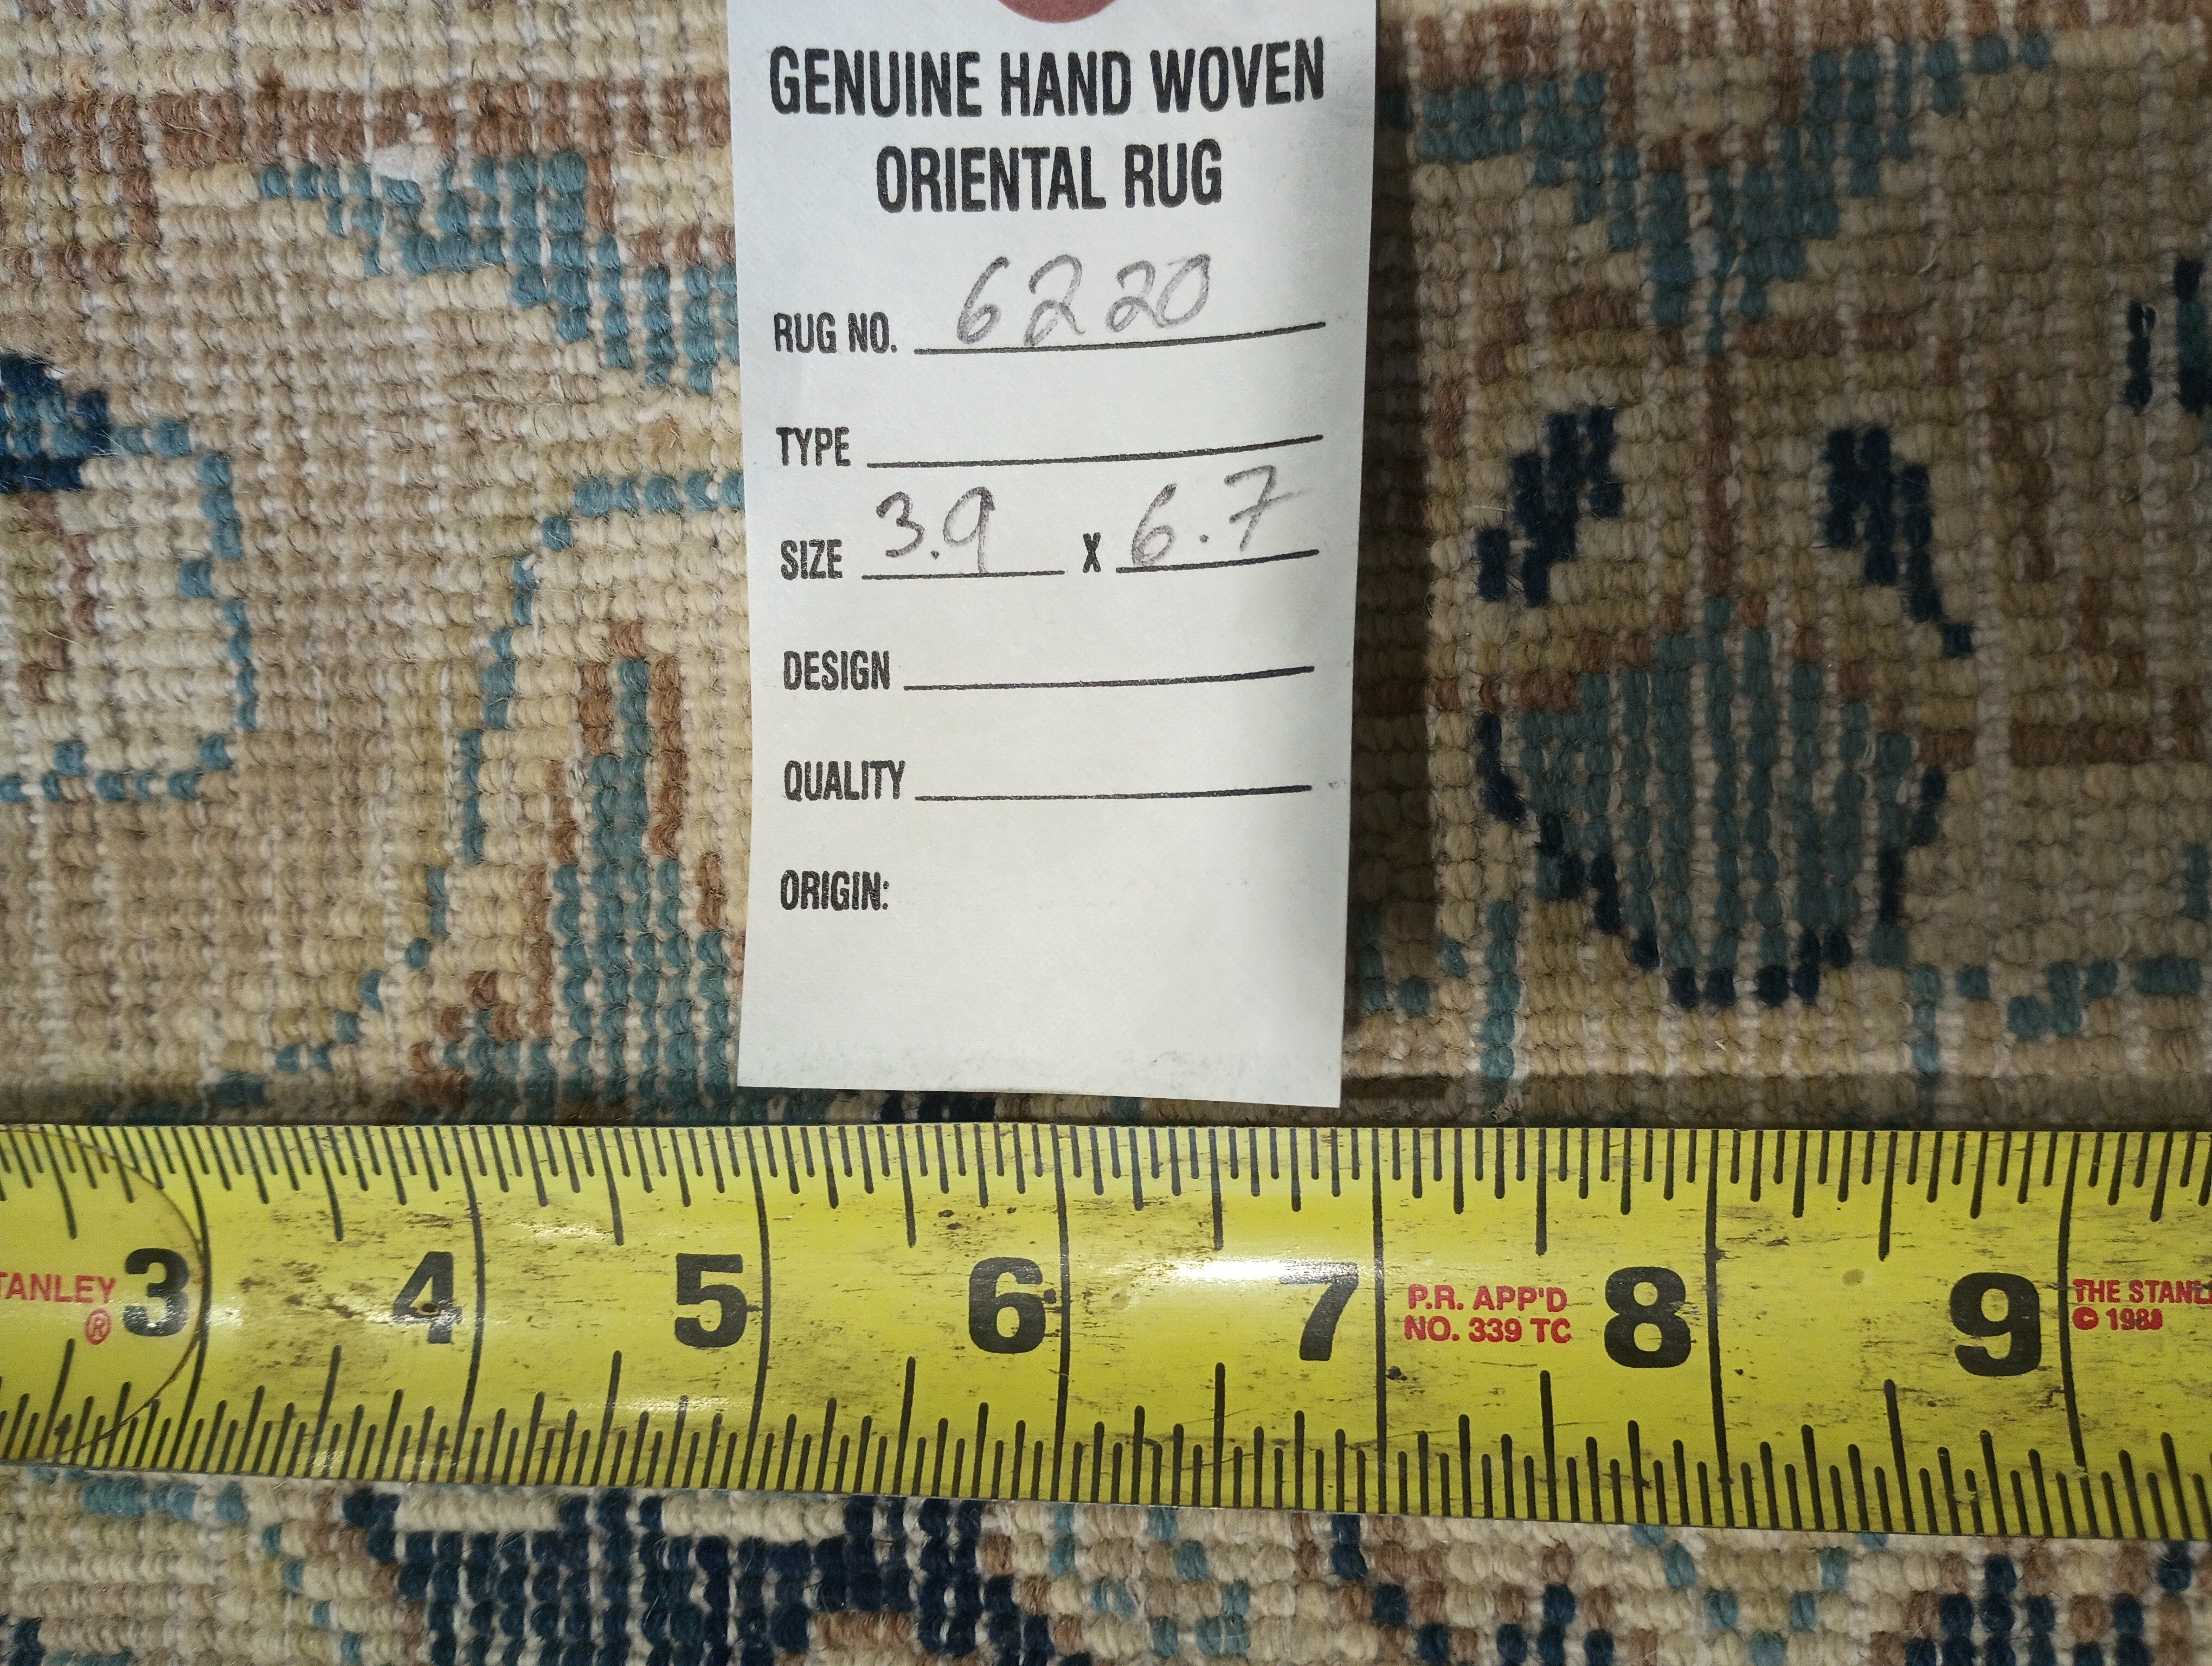 GENUINE HAND WOVEN
ORIENTAL RUG
RUG NO. 6220
TYPE
SIZE 3.9 X 6.7
DESIGN
QUALITY
ORIGIN:
3 4 5 6 7 8 9
TANLEY
®
P.R. APP'D
NO. 339 TC
THE STANL
© 1989